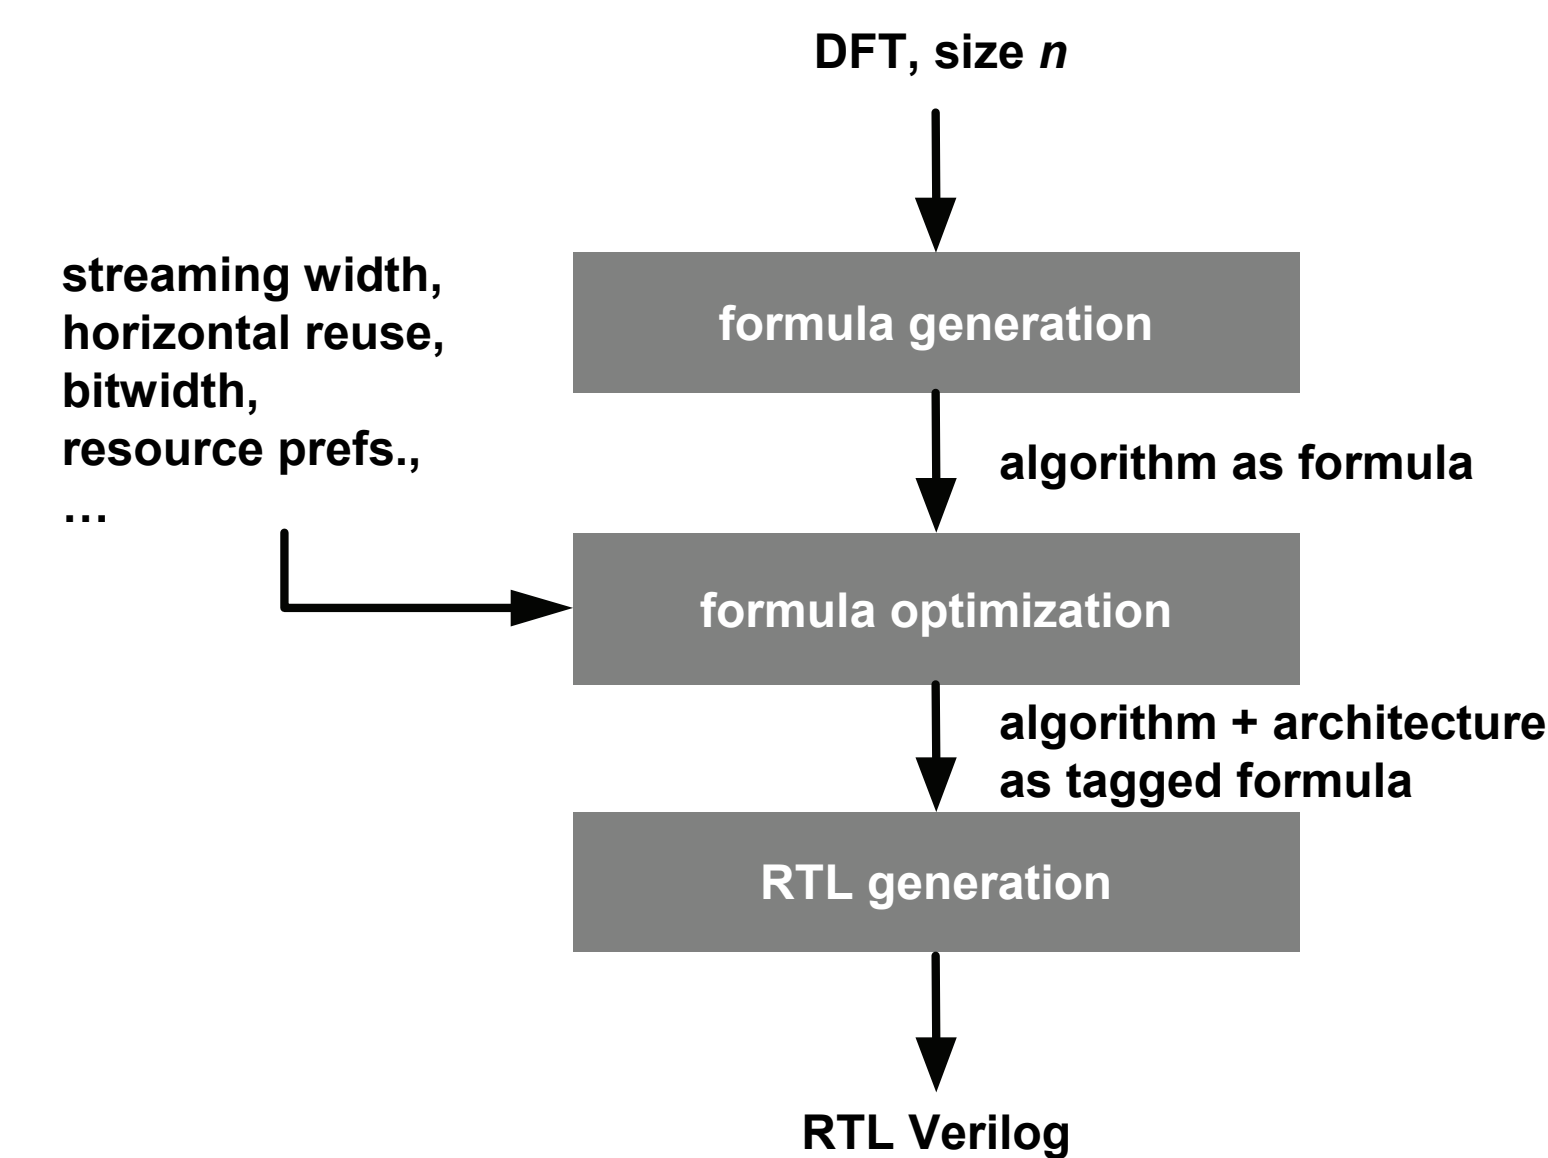 DFT, size n
formula generation
streaming width,
horizontal reuse,
bitwidth,
resource prefs.,
…
algorithm as formula
formula optimization
algorithm + architecture
as tagged formula
RTL generation
RTL Verilog